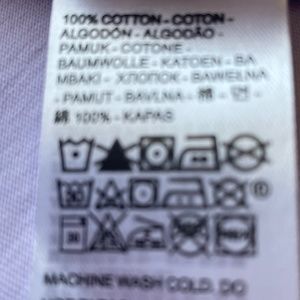 100% COTTON - COTON -
ALGODÓN - ALGODÃO -
PAMUK - COTONE -
BAUMWOLLE - KATOEN - BA
MBAKI - ХЛОПОК - BAWEŁNA
- PAMUT - BAVLNA - 棉 -
綿 100% - KAPAS
MACHINE WASH COLD. DO